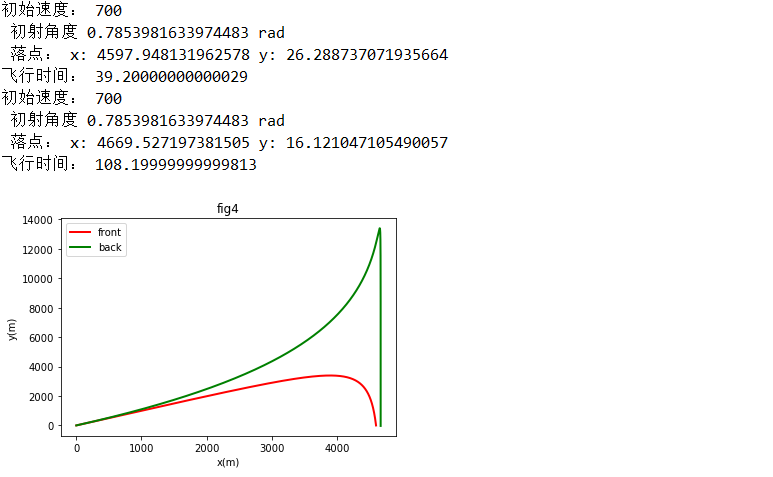 初始速度： 700
初射角度 0.7853981633974483 rad
落点： x: 4597.948131962578 y: 26.288737071935664
飞行时间： 39.20000000000029
初始速度： 700
初射角度 0.7853981633974483 rad
落点： x: 4669.527197381505 y: 16.121047105490057
飞行时间： 108.19999999999813
fig4
14000
12000
10000
8000
6000
4000
2000
0
y(m)
front
back
0 1000 2000 3000 4000
x(m)